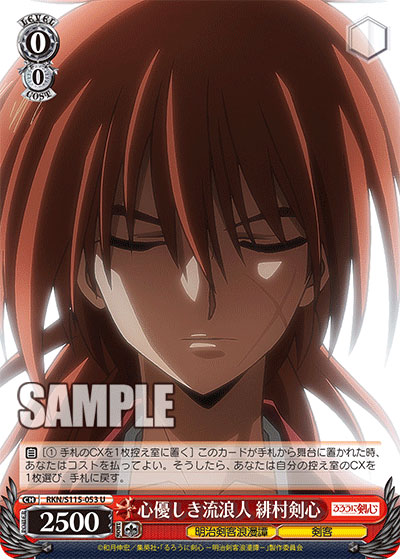 LEVEL
0
0
COST
SAMPLE
CH RKN/S115-053 U
自【① 手札のCXを1枚控え室に置く】このカードが手札から舞台に置かれた時、
あなたはコストを払ってよい。そうしたら、あなたは自分の控え室のCX
を1枚選び、手札に戻す。
2500
心優しき流浪人 緋村剣心
るろうに剣心
明治剣客浪漫譚
剣客
©和月伸宏／集英社・「るろうに剣心 －明治剣客浪漫譚－」製作委員会